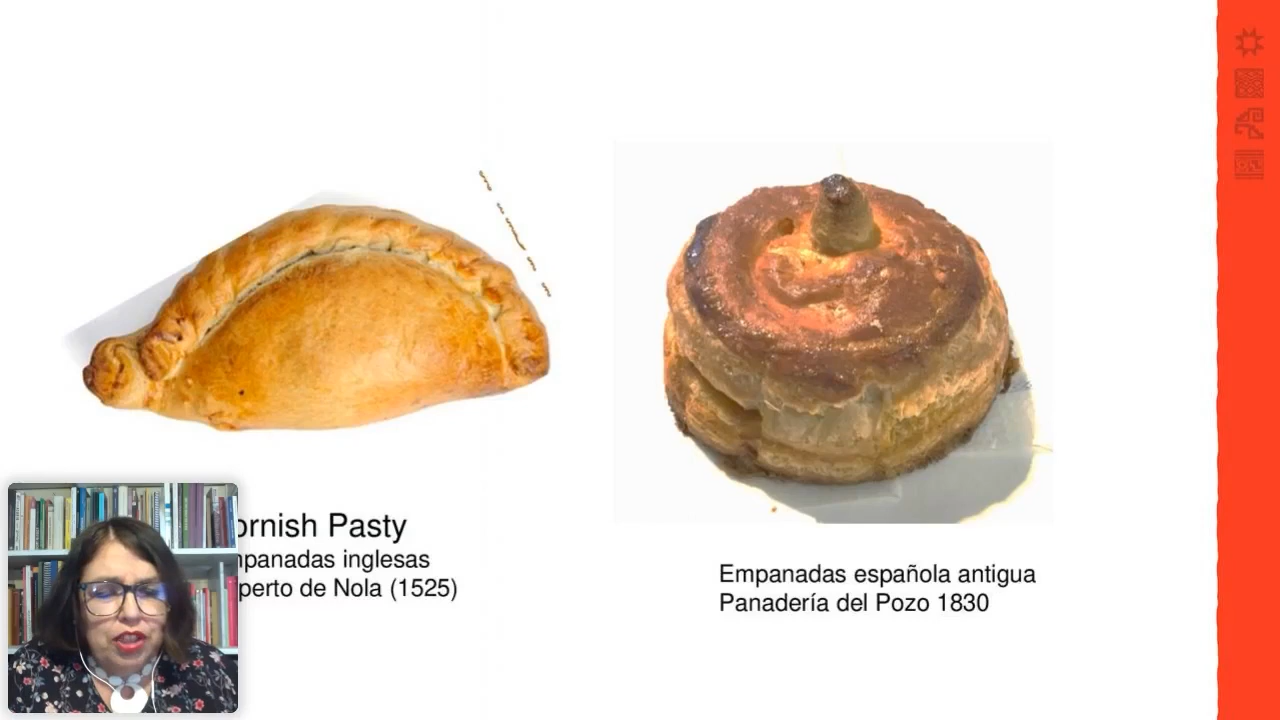 ornish Pasty
mpanadas inglesas
perto de Nola (1525)
Empanadas española antigua
Panadería del Pozo 1830